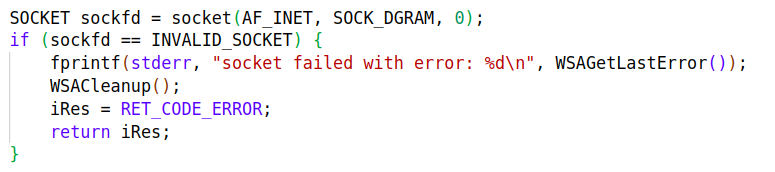 SOCKET sockfd = socket(AF_INET, SOCK_DGRAM, 0);
if (sockfd == INVALID_SOCKET) {
    fprintf(stderr, "socket failed with error: %d\n", WSAGetLastError());
    WSACleanup();
    iRes = RET_CODE_ERROR;
    return iRes;
}